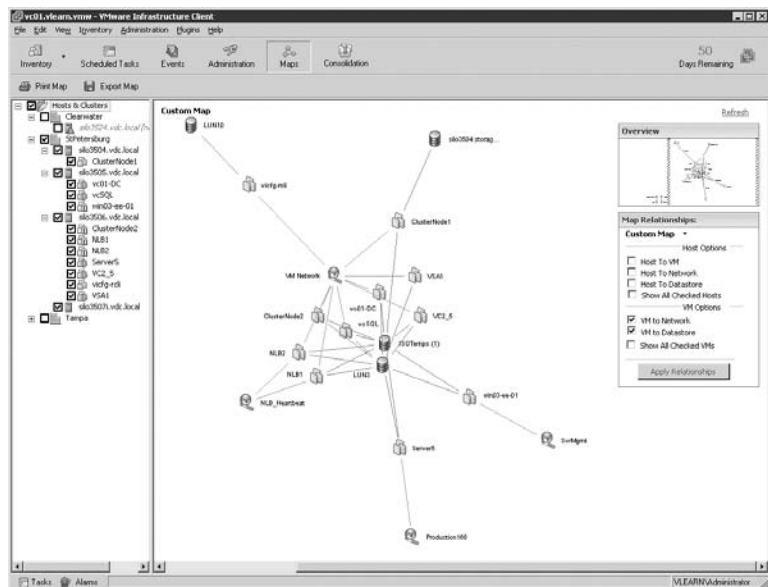 vc01.vlearn.vmw - VMware Infrastructure Client
File Edit View Inventory Administration Plugins Help
Inventory
Scheduled Tasks
Events
Administration
Maps
Consolidation
50
Days Remaining
Print Map
Export Map
Hosts & Clusters
Clearwater
StPetersburg
silo3504.vdc.local
ClusterNode1
silo3505.vdc.local
vc01-DC
vcSQL
win03-ee-01
silo3506.vdc.local
ClusterNode2
NLB1
NLB2
Server5
VC2_5
vicfg-rdi
VSA1
silo3507i.vdc.local
Tampa
Custom Map
Refresh
LUN10
silo3504:storag...
vicfg-rdi
ClusterNode1
VM Network
VSA1
vc01-DC
ClusterNode2
VC2_5
vcSQL
ISOTemps (1)
NLB2
LUN3
NLB1
NLB_Heartbeat
win03-ee-01
SvrMgmt
Server5
Overview
Map Relationships:
Custom Map
Host Options
Host To VM
Host To Network
Host To Datastore
Show All Checked Hosts
VM Options
VM to Network
VM to Datastore
Show All Checked VMs
Apply Relationships
Tasks
Alarms
VLEARN\Administrator